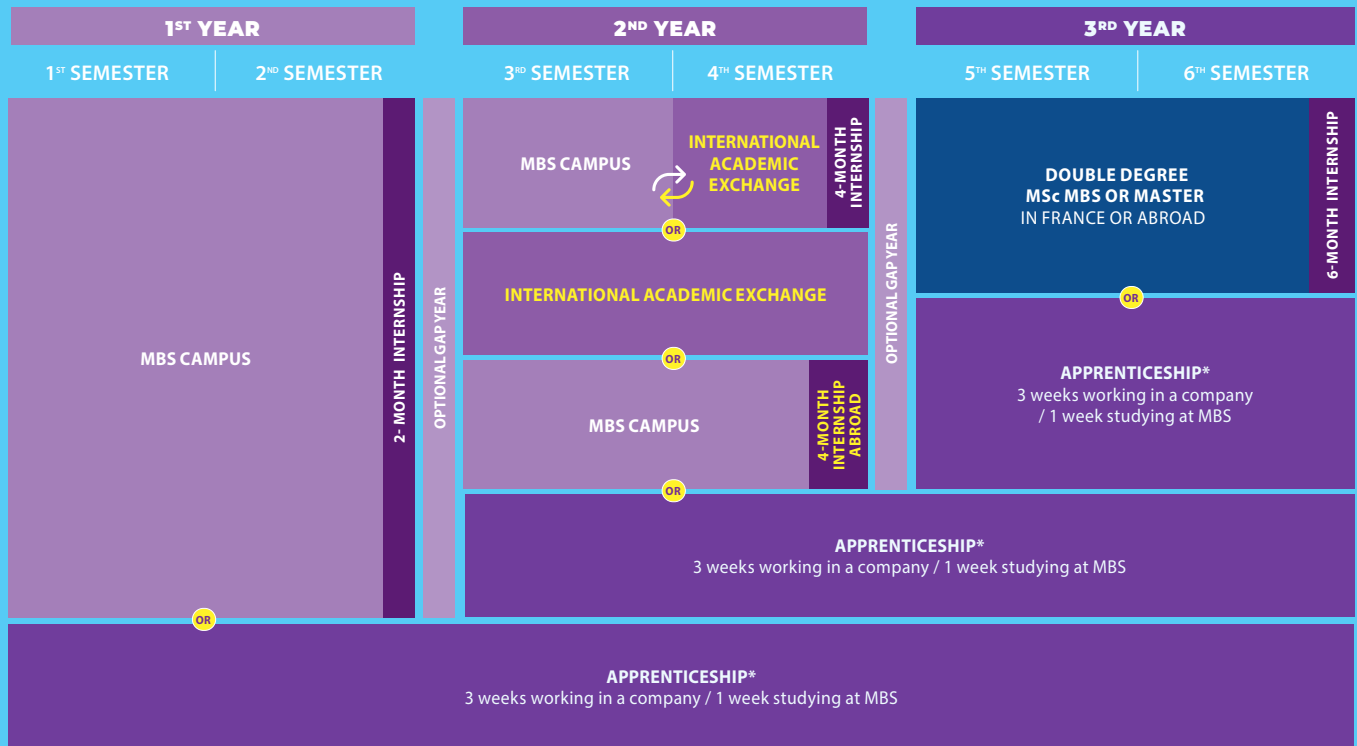 1ST YEAR
2ND YEAR
3RD YEAR
1ST SEMESTER
2ND SEMESTER
3RD SEMESTER
4TH SEMESTER
5TH SEMESTER
6TH SEMESTER
MBS CAMPUS
2- MONTH INTERNSHIP
OPTIONAL GAP YEAR
MBS CAMPUS
INTERNATIONAL
ACADEMIC
EXCHANGE
4-MONTH
INTERNSHIP
OR
INTERNATIONAL ACADEMIC EXCHANGE
OR
MBS CAMPUS
4-MONTH
INTERNSHIP
ABROAD
OR
OPTIONAL GAP YEAR
DOUBLE DEGREE
MSc MBS OR MASTER
IN FRANCE OR ABROAD
6-MONTH INTERNSHIP
OR
APPRENTICESHIP*
3 weeks working in a company
/ 1 week studying at MBS
APPRENTICESHIP*
3 weeks working in a company / 1 week studying at MBS
OR
APPRENTICESHIP*
3 weeks working in a company / 1 week studying at MBS